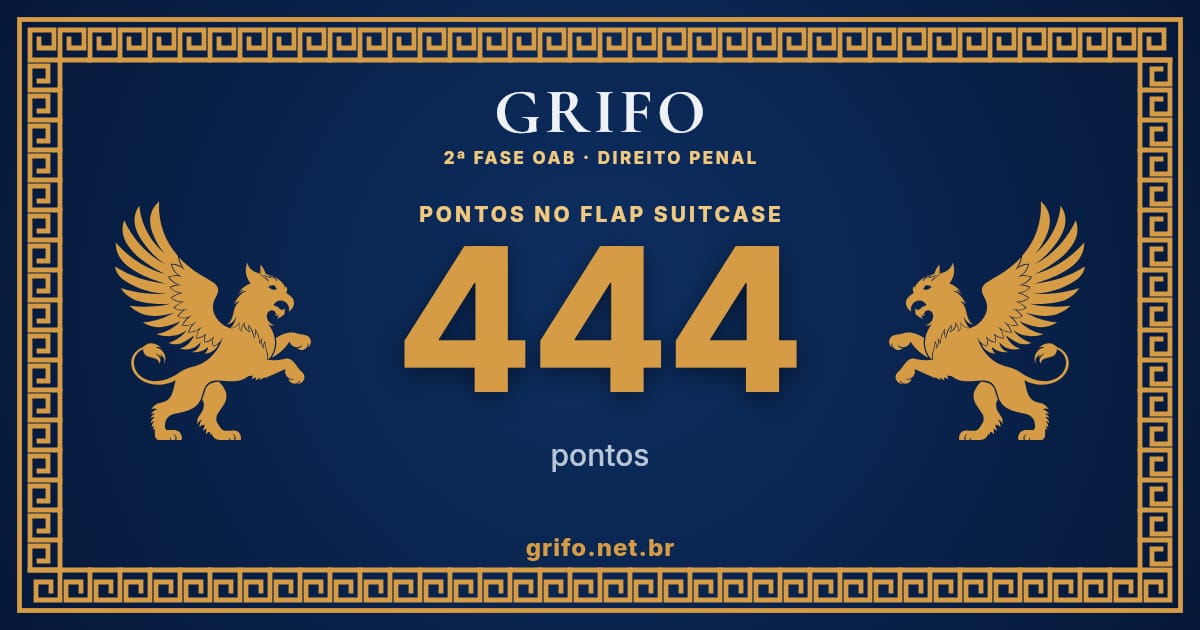 GRIFO
2ª FASE OAB · DIREITO PENAL
PONTOS NO FLAP SUITCASE
444
pontos
grifo.net.br